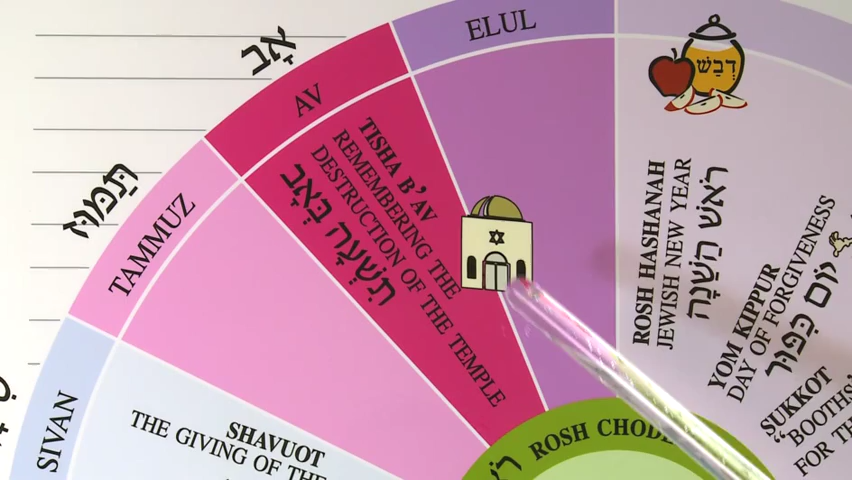 ELUL
אָב
AV
תַּמּוּז
TAMMUZ
SIVAN
TISHA B’AV
REMEMBERING THE
DESTRUCTION OF THE TEMPLE
תִּשְׁעָה בְּאָב
דְּבַשׁ
ROSH HASHANAH
JEWISH NEW YEAR
רֹאשׁ הַשָּׁנָה
YOM KIPPUR
DAY OF FORGIVENESS
יוֹם כִּפּוּר
SUKKOT
“BOOTHS”
FOR TH
SHAVUOT
THE GIVING OF THE
ROSH CHODE